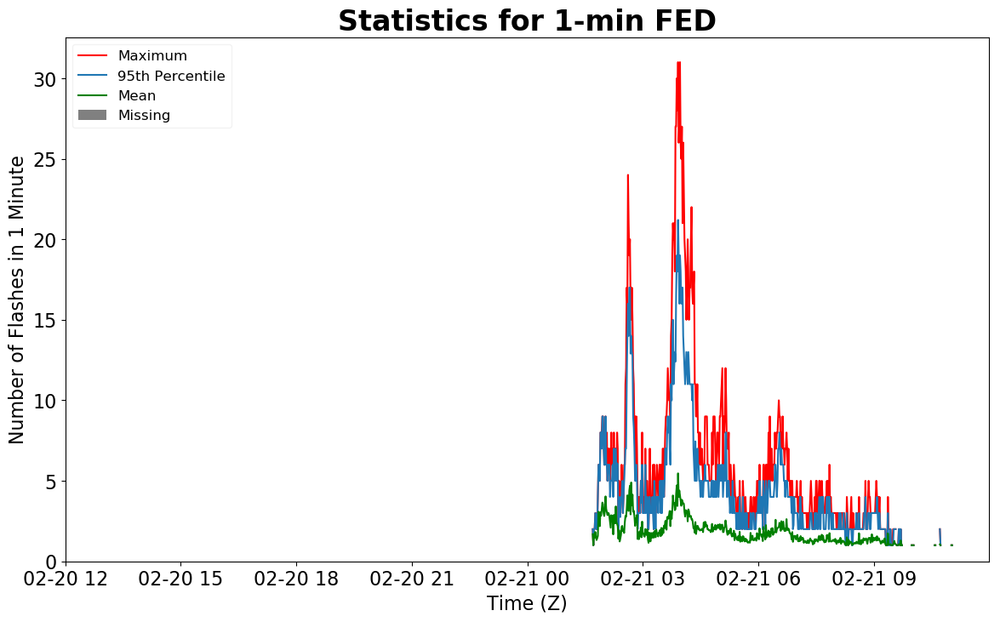 Statistics for 1-min FED
Maximum
95th Percentile
Mean
Missing
Number of Flashes in 1 Minute
30
25
20
15
10
5
0
02-20 12 02-20 15 02-20 18 02-20 21 02-21 00 02-21 03 02-21 06 02-21 09
Time (Z)